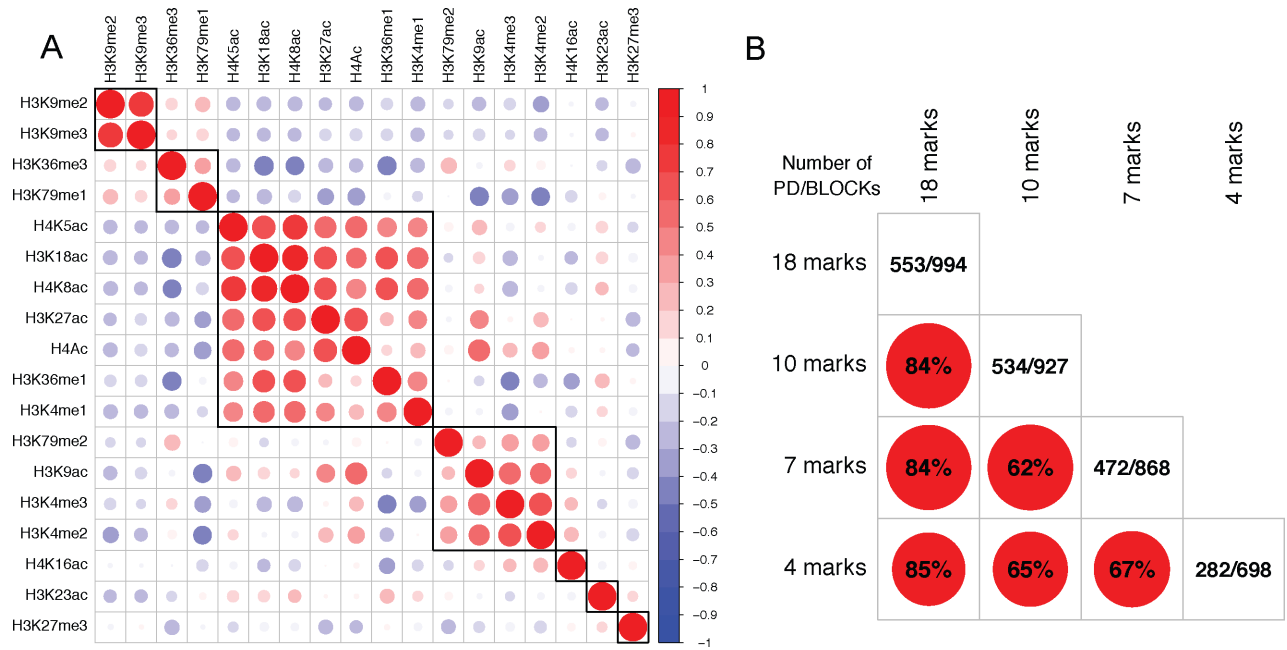 A
H3K9me2
H3K9me3
H3K36me3
H3K79me1
H4K5ac
H3K18ac
H4K8ac
H3K27ac
H4Ac
H3K36me1
H3K4me1
H3K79me2
H3K9ac
H3K4me3
H3K4me2
H4K16ac
H3K23ac
H3K27me3
H3K9me2
H3K9me3
H3K36me3
H3K79me1
H4K5ac
H3K18ac
H4K8ac
H3K27ac
H4Ac
H3K36me1
H3K4me1
H3K79me2
H3K9ac
H3K4me3
H3K4me2
H4K16ac
H3K23ac
H3K27me3
1
0.9
0.8
0.7
0.6
0.5
0.4
0.3
0.2
0.1
0
−0.1
−0.2
−0.3
−0.4
−0.5
−0.6
−0.7
−0.8
−0.9
−1
B
Number of
PD/BLOCKs
18 marks
10 marks
7 marks
4 marks
18 marks
553/994
10 marks
84%
534/927
7 marks
84%
62%
472/868
4 marks
85%
65%
67%
282/698